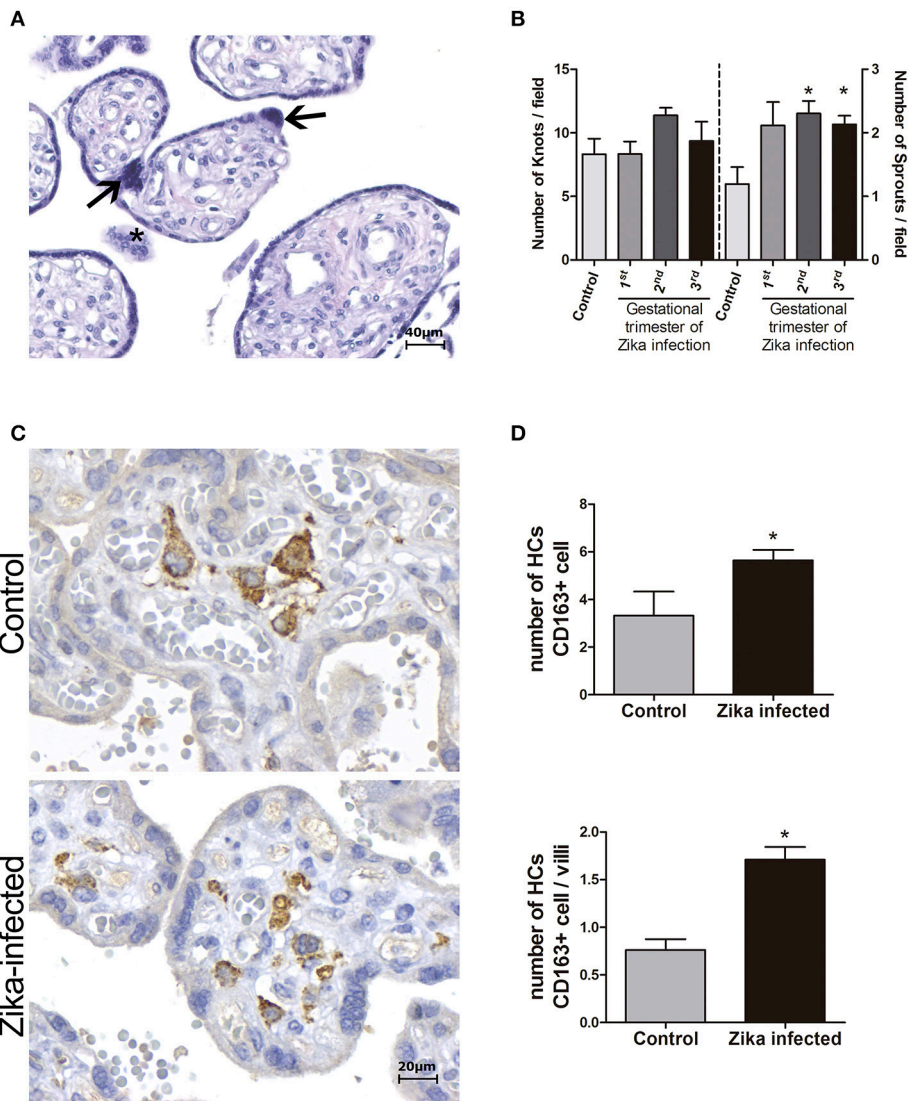 A
*
40µm
B
Number of Knots / field
15
10
5
0
Control
1st
2nd
3rd
Gestational
trimester of
Zika infection
* *
3
2
1
0
Number of Sprouts / field
Control
1st
2nd
3rd
Gestational
trimester of
Zika infection
C
Control
Zika-infected
20µm
D
number of HCs
CD163+ cell
8
6
4
2
0
*
Control Zika infected
number of HCs
CD163+ cell / villi
2.0
1.5
1.0
0.5
0.0
*
Control Zika infected